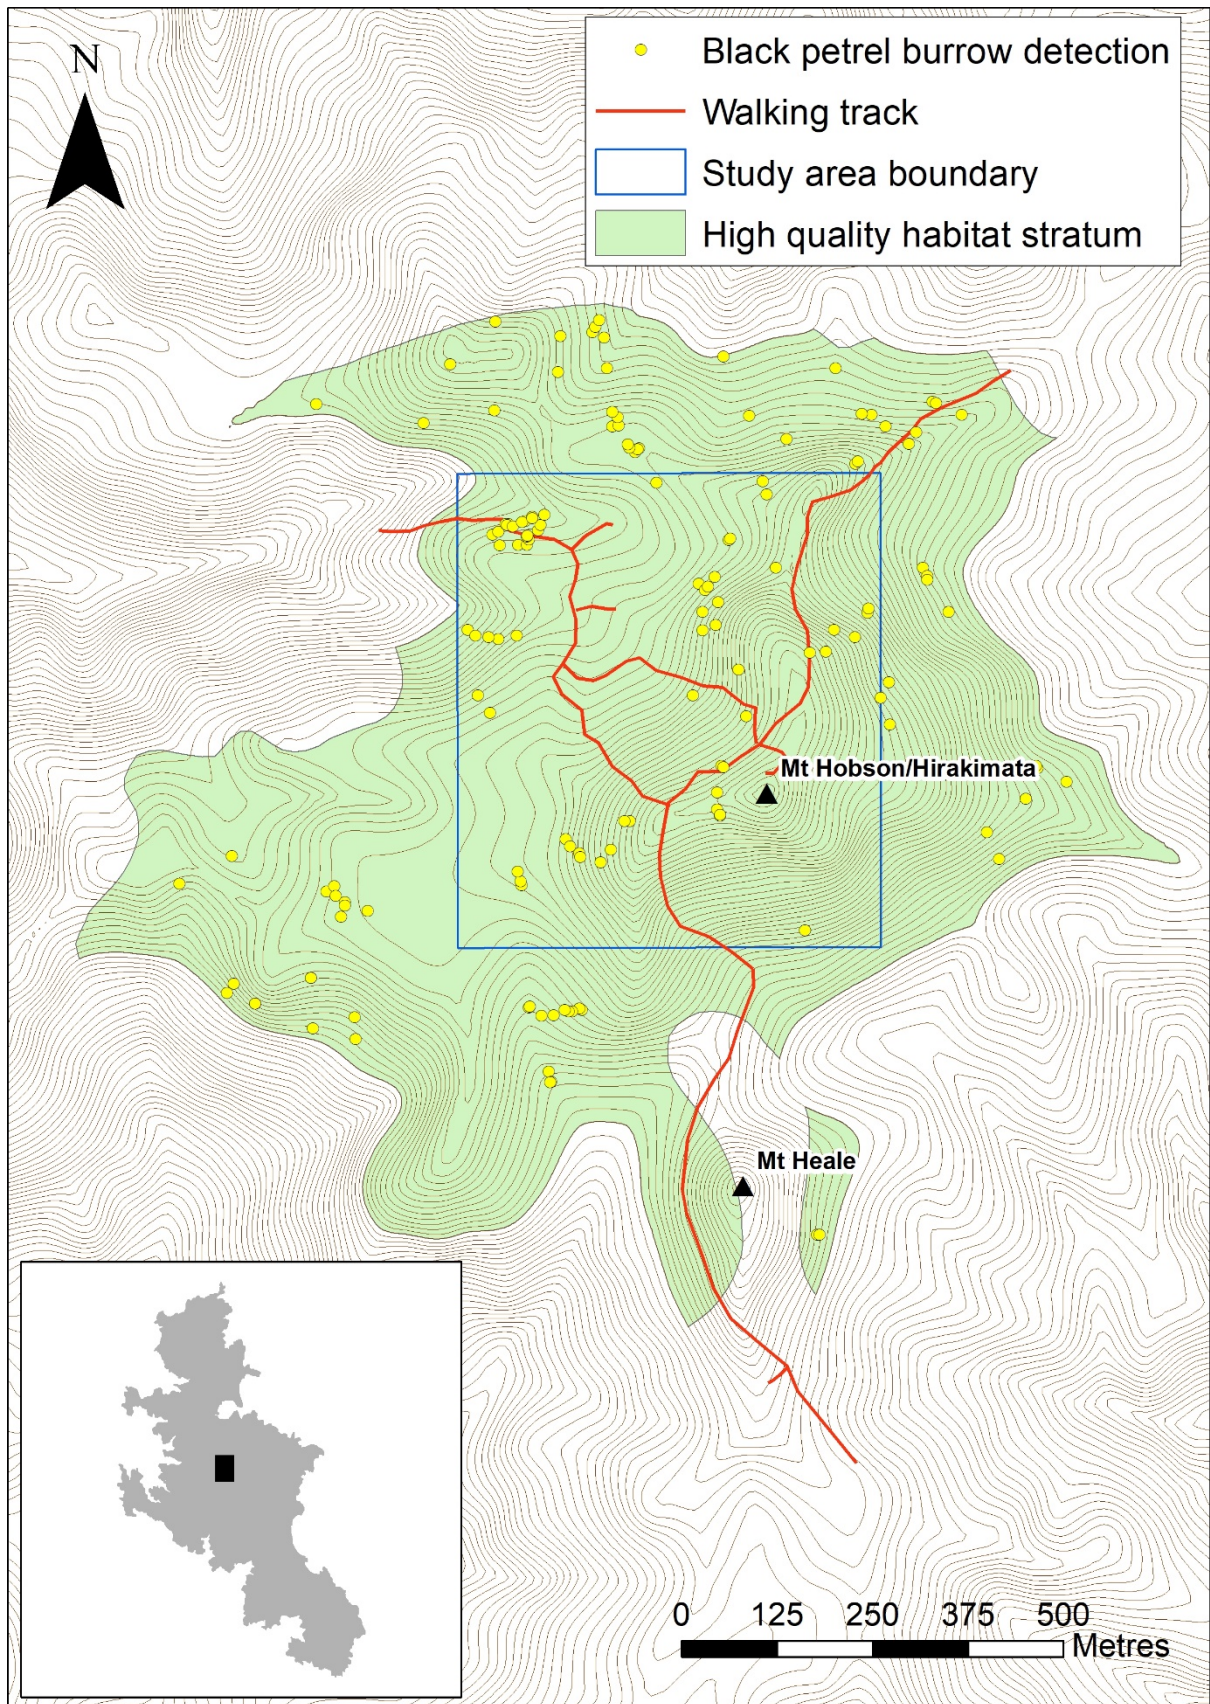 N
Black petrel burrow detection
Walking track
Study area boundary
High quality habitat stratum
Mt Hobson/Hirakimata
Mt Heale
0 125 250 375 500
Metres